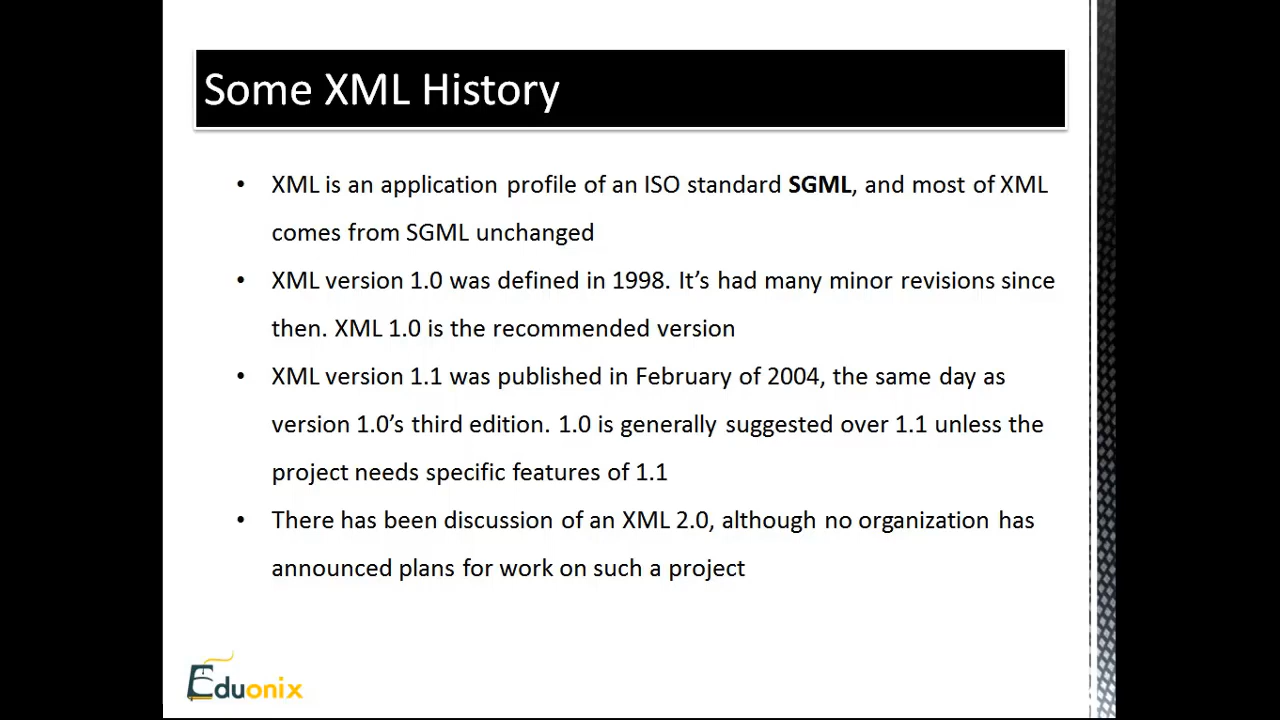 Some XML History
• XML is an application profile of an ISO standard SGML, and most of XML
comes from SGML unchanged
• XML version 1.0 was defined in 1998. It's had many minor revisions since
then. XML 1.0 is the recommended version
• XML version 1.1 was published in February of 2004, the same day as
version 1.0's third edition. 1.0 is generally suggested over 1.1 unless the
project needs specific features of 1.1
• There has been discussion of an XML 2.0, although no organization has
announced plans for work on such a project
Eduonix